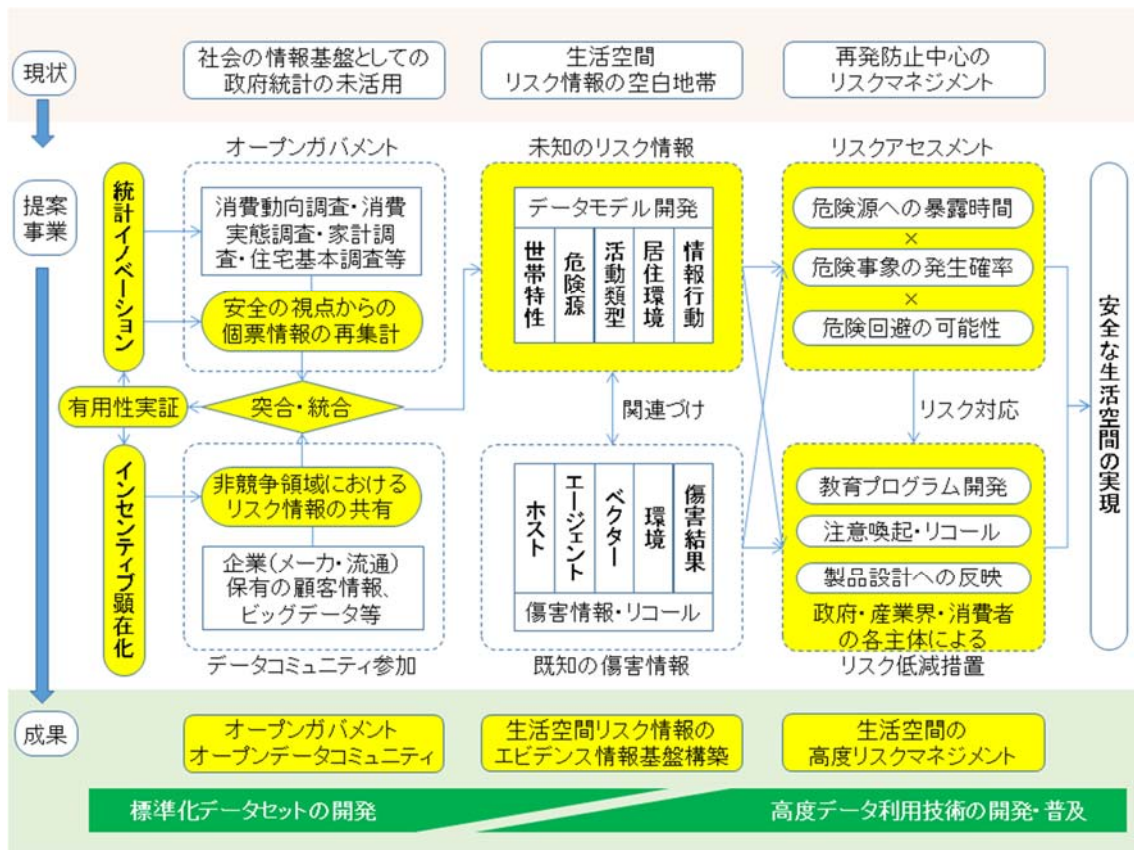 現状
社会の情報基盤としての
政府統計の未活用
生活空間
リスク情報の空白地帯
再発防止中心の
リスクマネジメント
提案
事業
統計イノベーション
有用性実証
インセンティブ顕在化
オープンガバメント
消費動向調査・消費
実態調査・家計調
査・住宅基本調査等
安全の視点からの
個票情報の再集計
突合・統合
非競争領域における
リスク情報の共有
企業(メーカ・流通)
保有の顧客情報、
ビッグデータ等
データコミュニティ参加
未知のリスク情報
データモデル開発
世帯特性
危険源
活動類型
居住環境
情報行動
関連づけ
ホスト
エージェント
ベクター
環境
傷害結果
傷害情報・リコール
既知の傷害情報
リスクアセスメント
危険源への暴露時間
×
危険事象の発生確率
×
危険回避の可能性
リスク対応
教育プログラム開発
注意喚起・リコール
製品設計への反映
政府・産業界・消費者
の各主体による
リスク低減措置
安全な生活空間の実現
成果
オープンガバメント
オープンデータコミュニティ
生活空間リスク情報の
エビデンス情報基盤構築
生活空間の
高度リスクマネジメント
標準化データセットの開発
高度データ利用技術の開発・普及